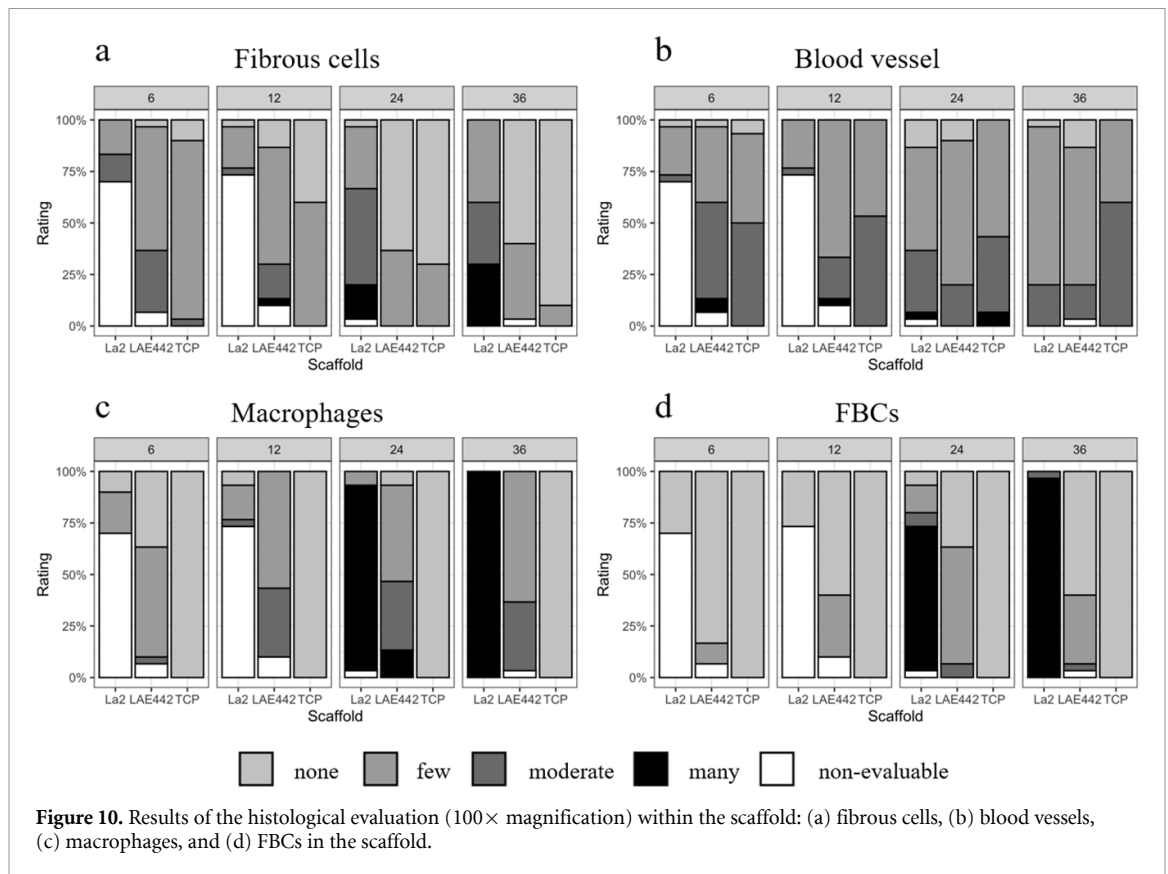 a Fibrous cells
6 12 24 36
100%
75%
50%
25%
0%
Rating
La2 LAE442 TCP La2 LAE442 TCP La2 LAE442 TCP La2 LAE442 TCP
Scaffold
b Blood vessel
6 12 24 36
100%
75%
50%
25%
0%
Rating
La2 LAE442 TCP La2 LAE442 TCP La2 LAE442 TCP La2 LAE442 TCP
Scaffold
c Macrophages
6 12 24 36
100%
75%
50%
25%
0%
Rating
La2 LAE442 TCP La2 LAE442 TCP La2 LAE442 TCP La2 LAE442 TCP
Scaffold
d FBCs
6 12 24 36
100%
75%
50%
25%
0%
Rating
La2 LAE442 TCP La2 LAE442 TCP La2 LAE442 TCP La2 LAE442 TCP
Scaffold
none few moderate many non-evaluable
Figure 10. Results of the histological evaluation (100× magnification) within the scaffold: (a) fibrous cells, (b) blood vessels,
(c) macrophages, and (d) FBCs in the scaffold.